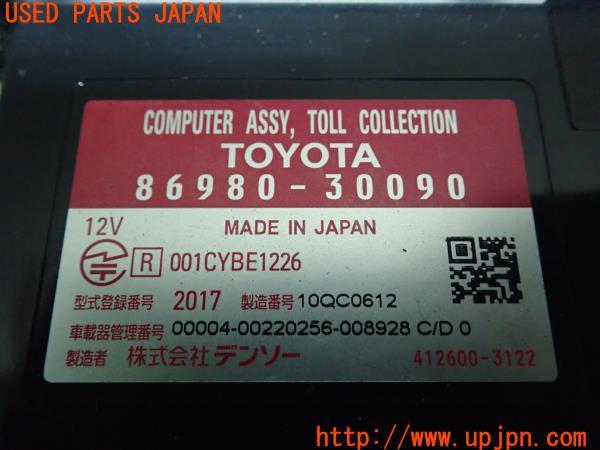 USED PARTS JAPAN
COMPUTER ASSY, TOLL COLLECTION
TOYOTA
86980-30090
12V MADE IN JAPAN
R 001CYBE1226
型式登録番号 2017 製造番号 10QC0612
車載器管理番号 00004-00220256-008928 C/D 0
製造者 株式会社 デンソー 412600-3122
http://www.upjpn.com/